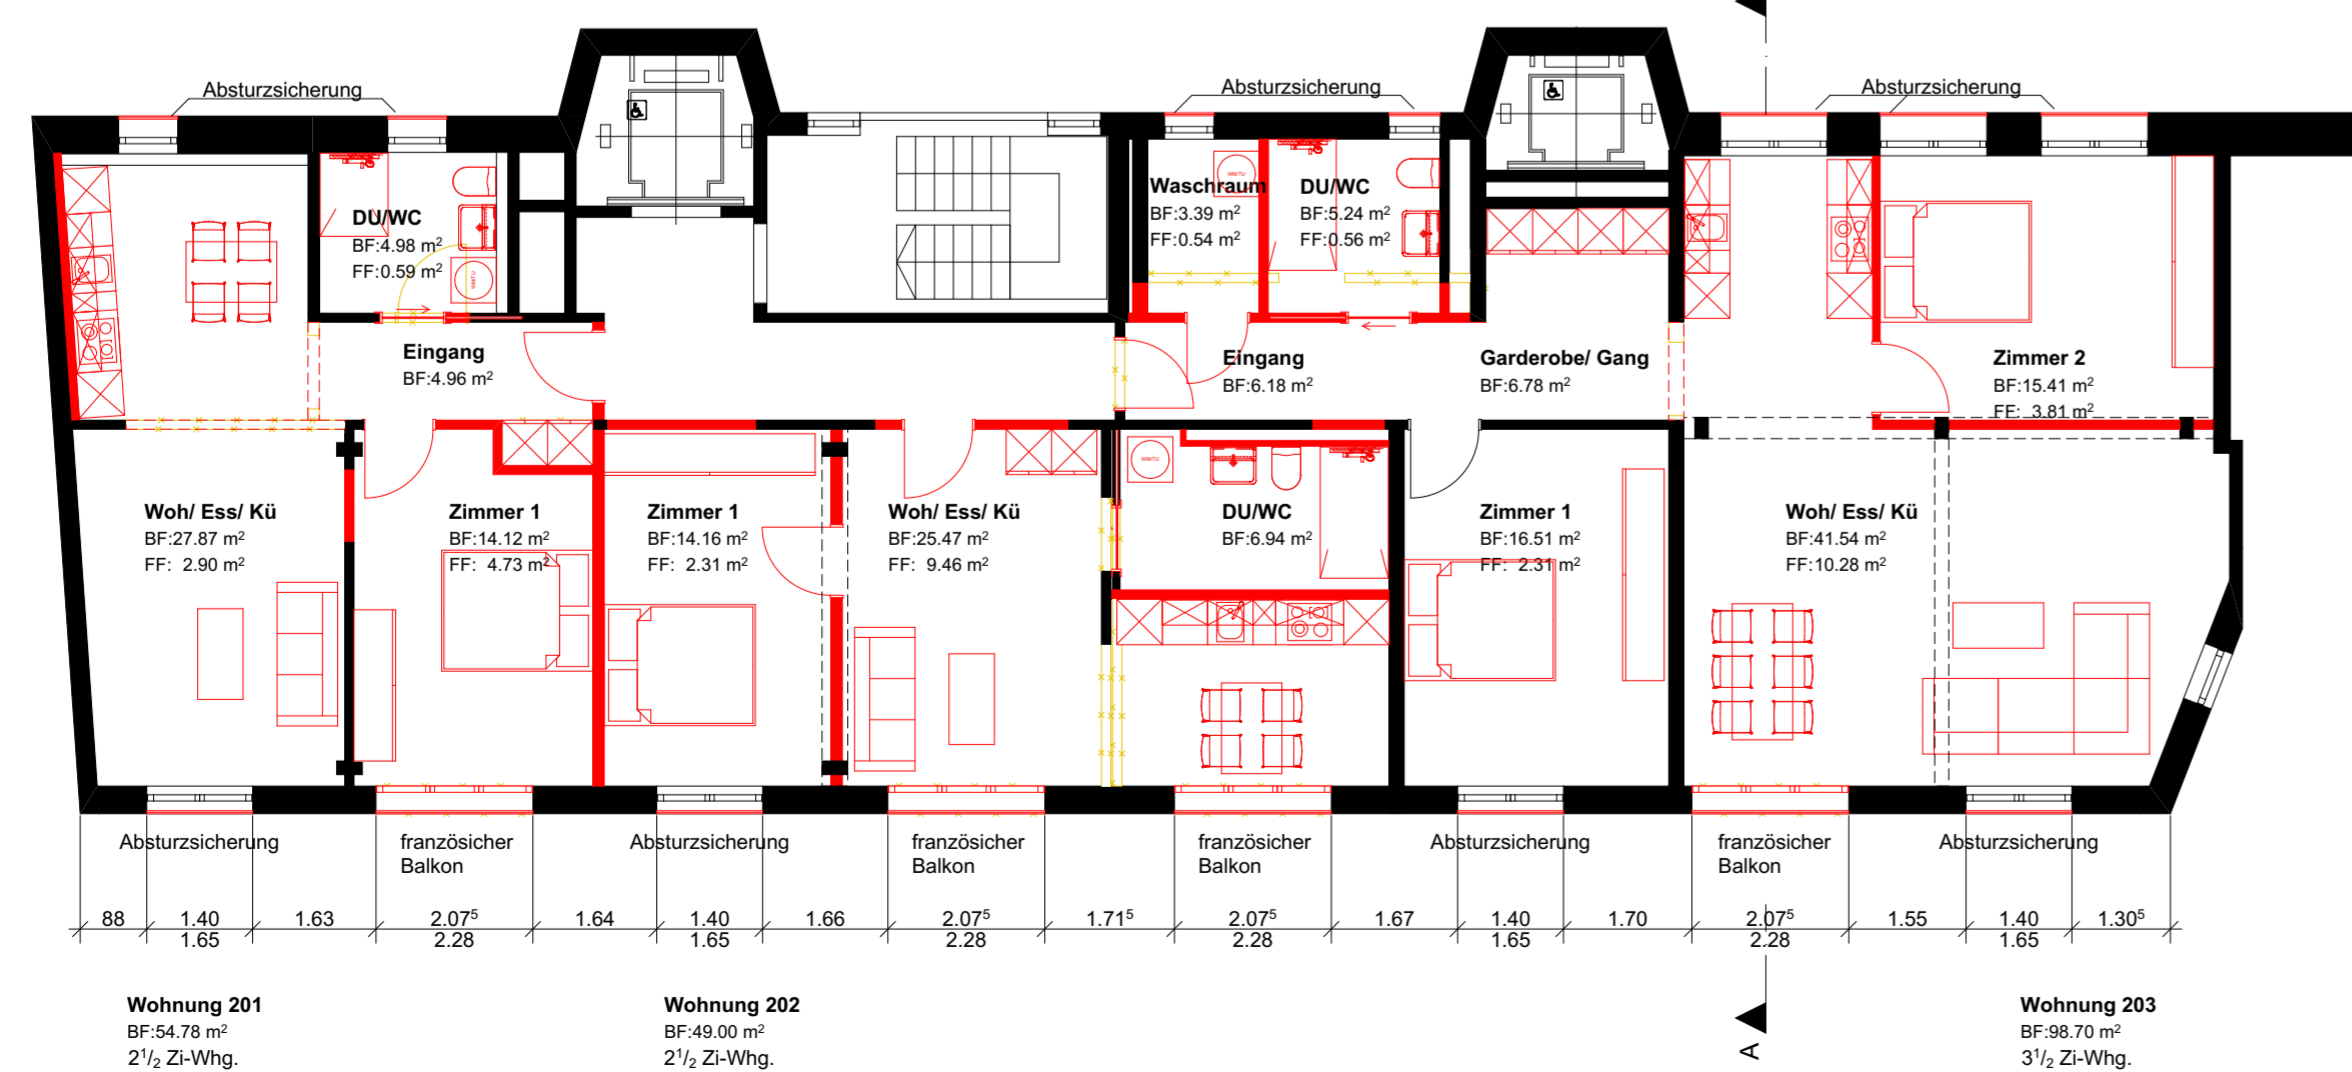 Absturzsicherung
Absturzsicherung
Absturzsicherung
DU/WC
BF:4.98 m²
FF:0.59 m²
WM/TU
Waschraum
BF:3.39 m²
FF:0.54 m²
WM/TU
DU/WC
BF:5.24 m²
FF:0.56 m²
Eingang
BF:4.96 m²
Eingang
BF:6.18 m²
Garderobe/ Gang
BF:6.78 m²
Zimmer 2
BF:15.41 m²
FF: 3.81 m²
Woh/ Ess/ Kü
BF:27.87 m²
FF: 2.90 m²
Zimmer 1
BF:14.12 m²
FF: 4.73 m²
Zimmer 1
BF:14.16 m²
FF: 2.31 m²
Woh/ Ess/ Kü
BF:25.47 m²
FF: 9.46 m²
WM/TU
DU/WC
BF:6.94 m²
Zimmer 1
BF:16.51 m²
FF: 2.31 m²
Woh/ Ess/ Kü
BF:41.54 m²
FF:10.28 m²
Absturzsicherung
französicher
Balkon
Absturzsicherung
französicher
Balkon
französicher
Balkon
Absturzsicherung
französicher
Balkon
Absturzsicherung
88 1.40 1.63 2.07⁵ 1.64 1.40 1.66 2.07⁵ 1.71⁵ 2.07⁵ 1.67 1.40 1.70 2.07⁵ 1.55 1.40 1.30⁵
1.65 2.28 1.65 2.28 2.28 1.65 2.28 1.65
Wohnung 201
BF:54.78 m²
2¹/₂ Zi-Whg.
Wohnung 202
BF:49.00 m²
2¹/₂ Zi-Whg.
A
Wohnung 203
BF:98.70 m²
3¹/₂ Zi-Whg.